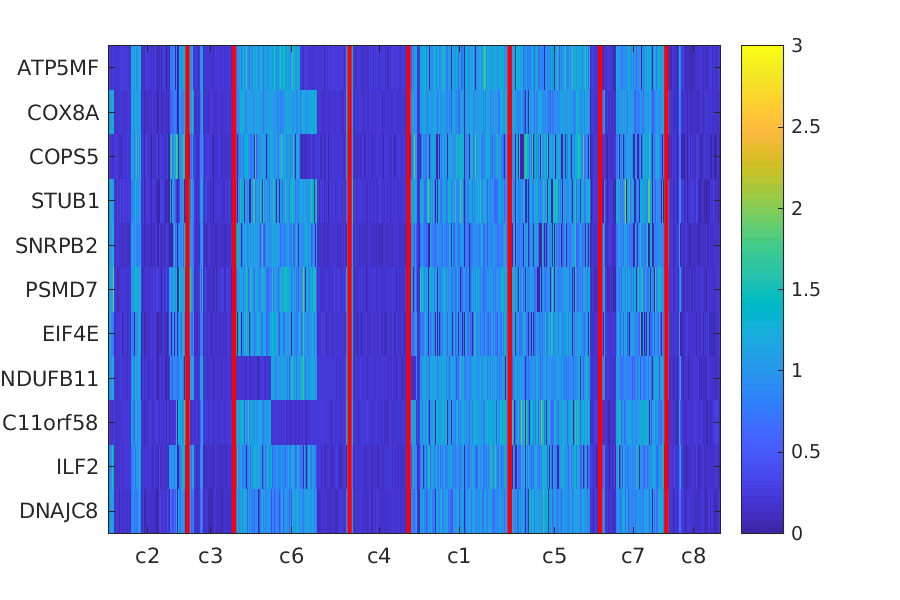 ATP5MF
COX8A
COPS5
STUB1
SNRPB2
PSMD7
EIF4E
NDUFB11
C11orf58
ILF2
DNAJC8
c2 c3 c6 c4 c1 c5 c7 c8
3
2.5
2
1.5
1
0.5
0